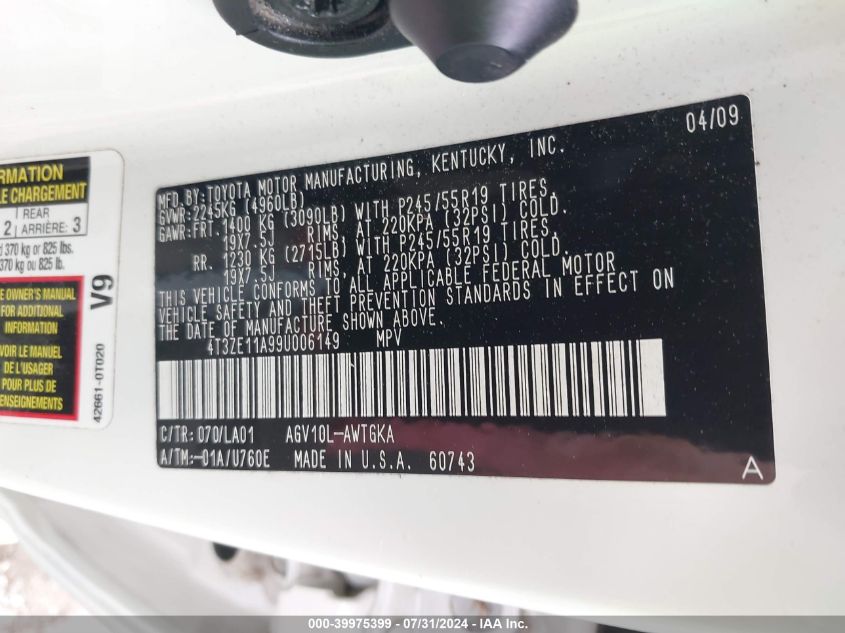 04/09
MFD.BY:TOYOTA MOTOR MANUFACTURING, KENTUCKY, INC.
GVWR:2245KG (4960LB)
GAWR:FRT.1400 KG (3090LB) WITH P245/55R19 TIRES,
19X7.5J RIMS, AT 220KPA (32PSI) COLD.
RR. 1230 KG (2715LB) WITH P245/55R19 TIRES,
19X7.5J RIMS, AT 220KPA (32PSI) COLD.
THIS VEHICLE CONFORMS TO ALL APPLICABLE FEDERAL MOTOR
VEHICLE SAFETY AND THEFT PREVENTION STANDARDS IN EFFECT ON
THE DATE OF MANUFACTURE SHOWN ABOVE.
4T3ZE11A99U006149 MPV
C/TR: 070/LA01 AGV10L-AWTGKA
A/TM:-01A/U760E MADE IN U.S.A. 60743
A
RMATION
LE CHARGEMENT
2 REAR 3
ARRIÈRE:
370 kg or 825 lbs.
370 kg ou 825 lb.
E OWNER'S MANUAL
FOR ADDITIONAL
INFORMATION
VOIR LE MANUEL
DE L'USAGER
POUR PLUS DE
RENSEIGNEMENTS
V9
42661-0T020
000-39975399 - 07/31/2024 - IAA Inc.